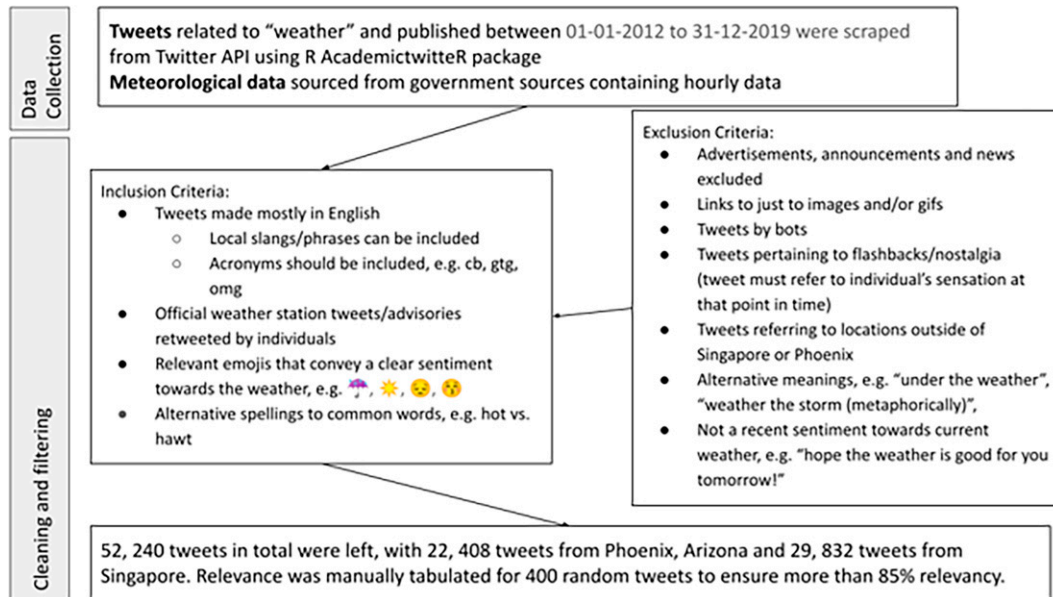 Data
Collection
Tweets related to “weather” and published between 01-01-2012 to 31-12-2019 were scraped
from Twitter API using R AcademictwitteR package
Meteorological data sourced from government sources containing hourly data
Cleaning and filtering
Inclusion Criteria:
● Tweets made mostly in English
○ Local slangs/phrases can be included
○ Acronyms should be included, e.g. cb, gtg,
omg
● Official weather station tweets/advisories
retweeted by individuals
● Relevant emojis that convey a clear sentiment
towards the weather, e.g. ☔, ☀️, 😔, 😚
● Alternative spellings to common words, e.g. hot vs.
hawt
Exclusion Criteria:
● Advertisements, announcements and news
excluded
● Links to just to images and/or gifs
● Tweets by bots
● Tweets pertaining to flashbacks/nostalgia
(tweet must refer to individual’s sensation at
that point in time)
● Tweets referring to locations outside of
Singapore or Phoenix
● Alternative meanings, e.g. “under the weather”,
“weather the storm (metaphorically)”,
● Not a recent sentiment towards current
weather, e.g. “hope the weather is good for you
tomorrow!”
52, 240 tweets in total were left, with 22, 408 tweets from Phoenix, Arizona and 29, 832 tweets from
Singapore. Relevance was manually tabulated for 400 random tweets to ensure more than 85% relevancy.